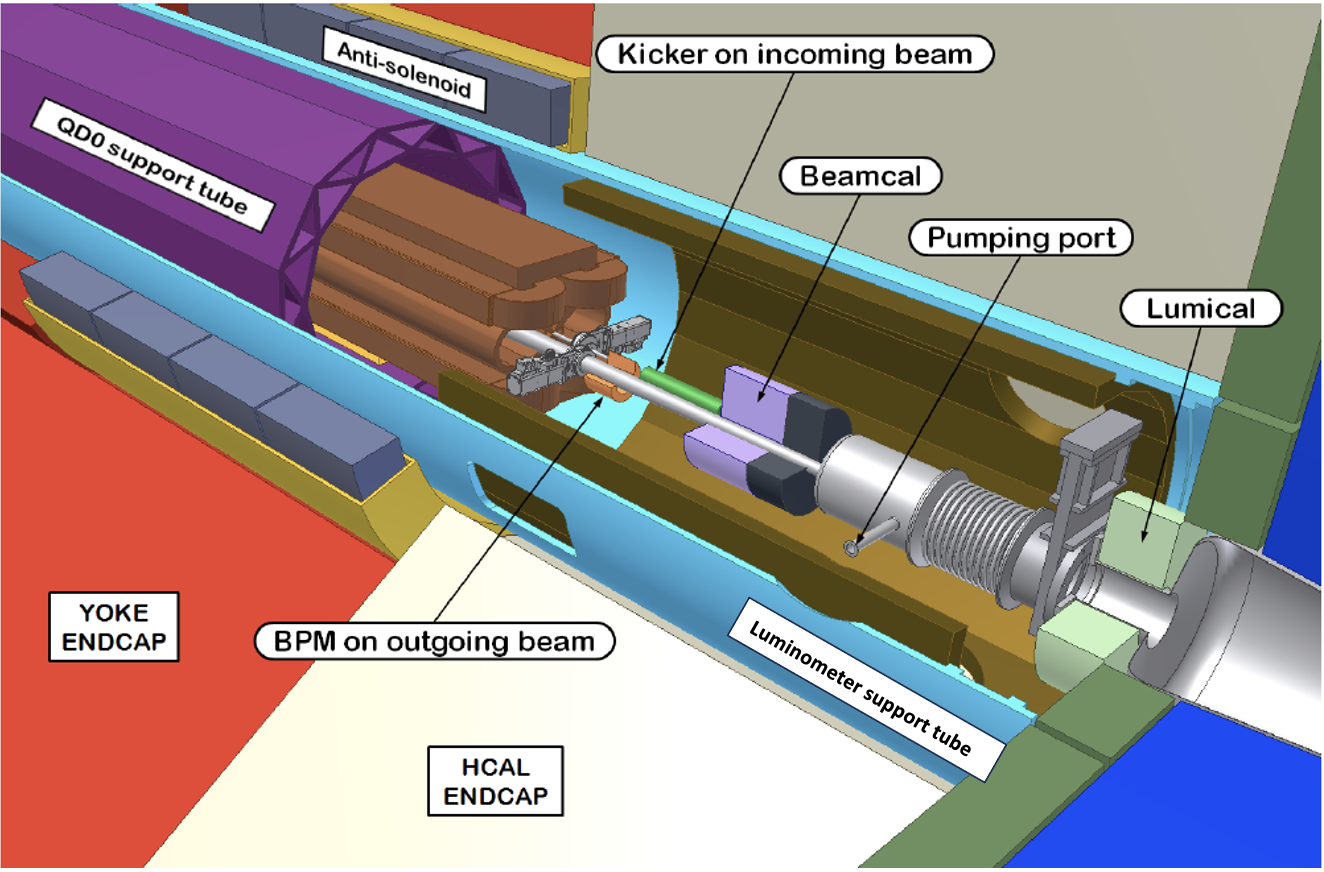 Anti-solenoid
Kicker on incoming beam
QD0 support tube
Beamcal
Pumping port
Lumical
YOKE
ENDCAP
BPM on outgoing beam
Luminometer support tube
HCAL
ENDCAP